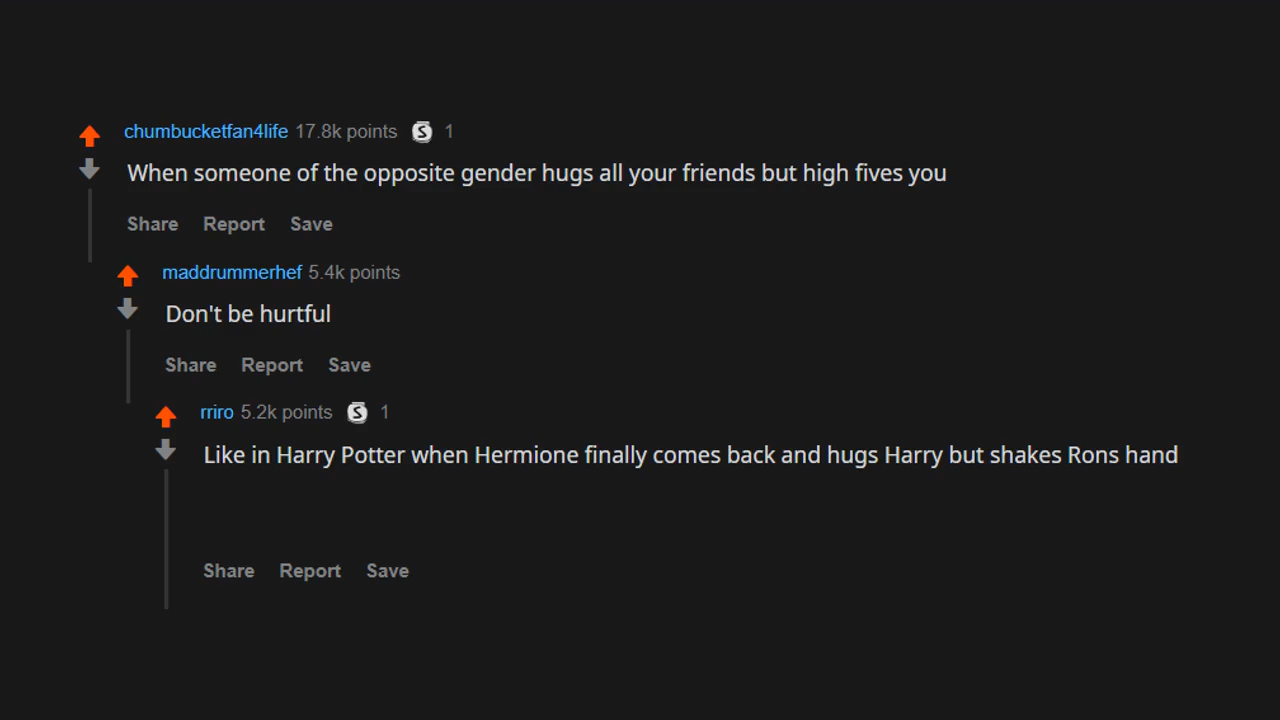 chumbucketfan4life 17.8k points S 1
When someone of the opposite gender hugs all your friends but high fives you
Share Report Save
maddrummerhef 5.4k points
Don't be hurtful
Share Report Save
rriro 5.2k points S 1
Like in Harry Potter when Hermione finally comes back and hugs Harry but shakes Rons hand
Share Report Save